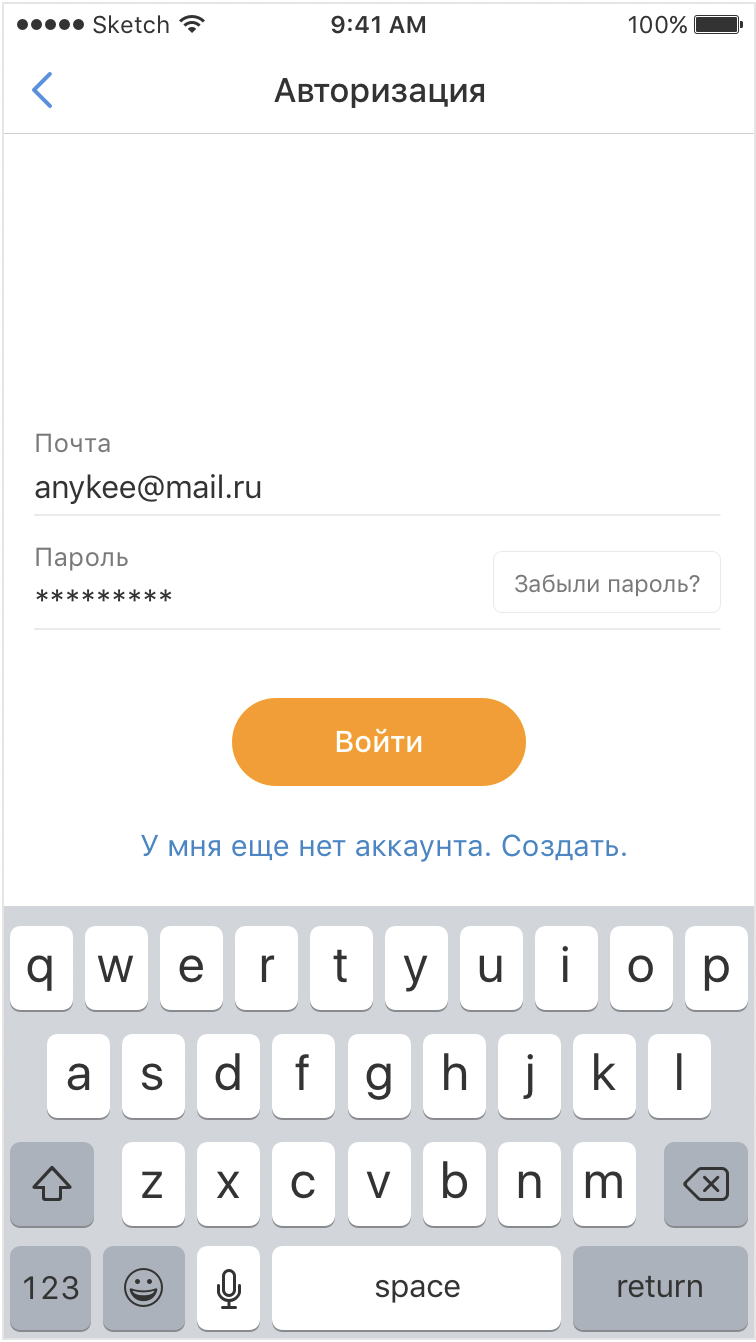 ●●●●● Sketch 9:41 AM 100%
Авторизация
Почта
anykee@mail.ru
Пароль
*********
Забыли пароль?
Войти
У мня еще нет аккаунта. Создать.
q w e r t y u i o p
a s d f g h j k l
z x c v b n m
123 space return